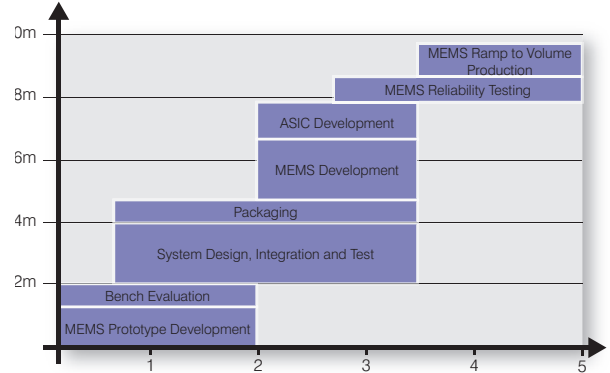 0m
MEMS Ramp to Volume
Production
8m
MEMS Reliability Testing
ASIC Development
6m
MEMS Development
Packaging
4m
System Design, Integration and Test
2m
Bench Evaluation
MEMS Prototype Development
1
2
3
4
5